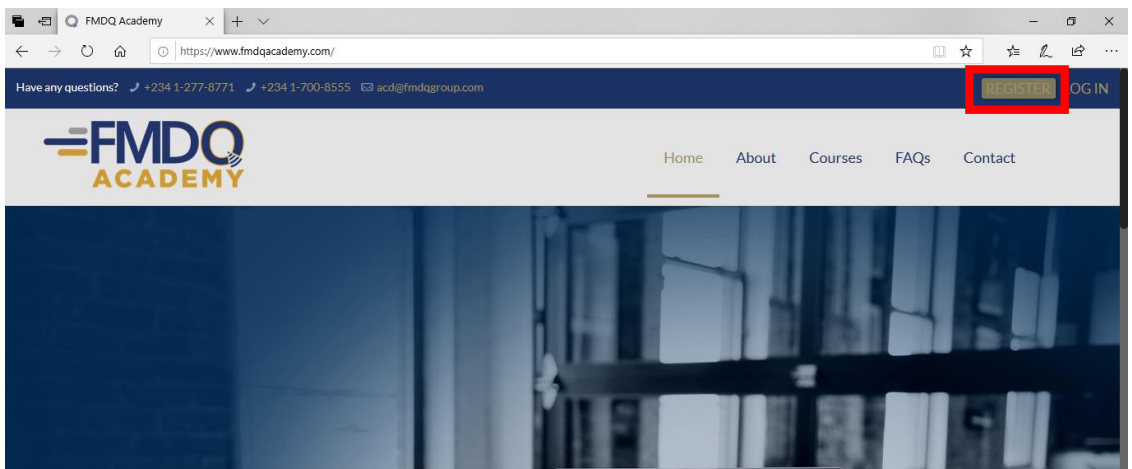 FMDQ Academy
https://www.fmdqacademy.com/
Have any questions? +234 1-277-8771 +234 1-700-8555 acd@fmdqgroup.com REGISTER LOG IN
FMDQ
ACADEMY
Home About Courses FAQs Contact